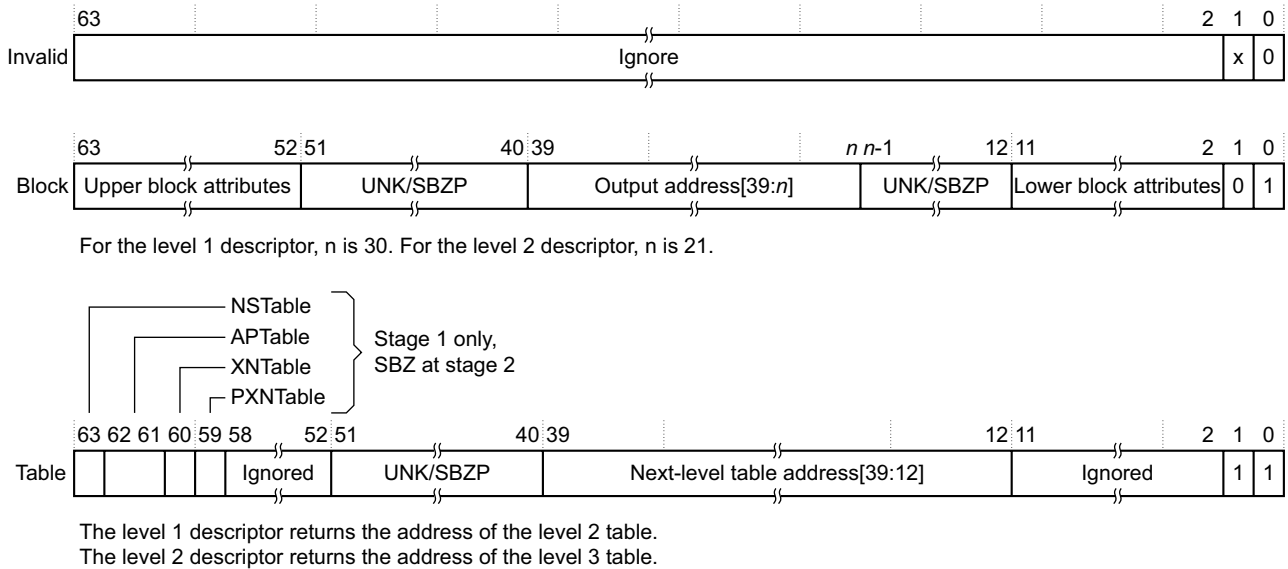 63 2 1 0
Invalid Ignore x 0
63 52 51 40 39 n n-1 12 11 2 1 0
Block Upper block attributes UNK/SBZP Output address[39:n] UNK/SBZP Lower block attributes 0 1
For the level 1 descriptor, n is 30. For the level 2 descriptor, n is 21.
NSTable
APTable
XNTable
PXNTable
Stage 1 only,
SBZ at stage 2
63 62 61 60 59 58 52 51 40 39 12 11 2 1 0
Table Ignored UNK/SBZP Next-level table address[39:12] Ignored 1 1
The level 1 descriptor returns the address of the level 2 table.
The level 2 descriptor returns the address of the level 3 table.